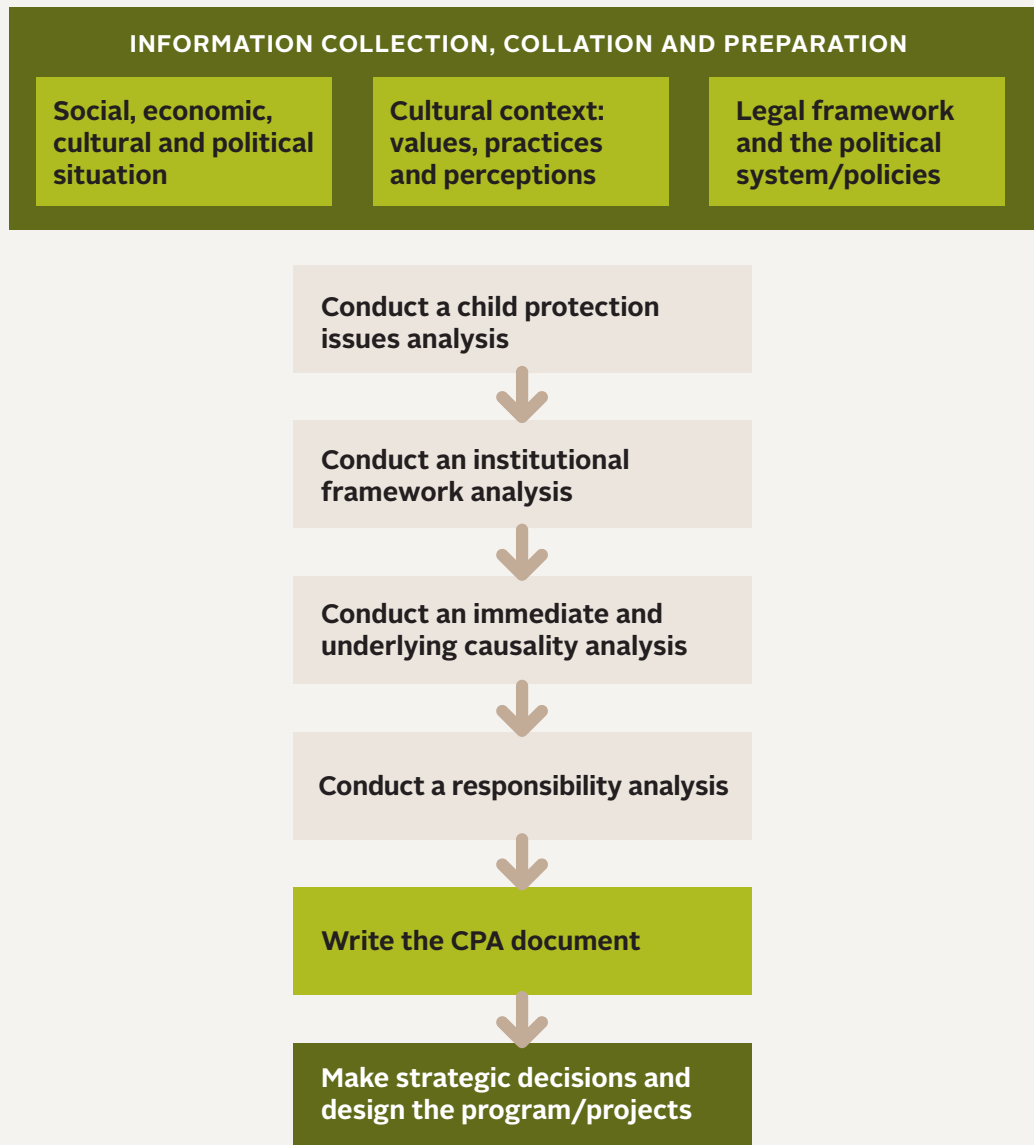 INFORMATION COLLECTION, COLLATION AND PREPARATION
Social, economic,
cultural and political
situation
Cultural context:
values, practices
and perceptions
Legal framework
and the political
system/policies
Conduct a child protection
issues analysis
Conduct an institutional
framework analysis
Conduct an immediate and
underlying causality analysis
Conduct a responsibility analysis
Write the CPA document
Make strategic decisions and
design the program/projects